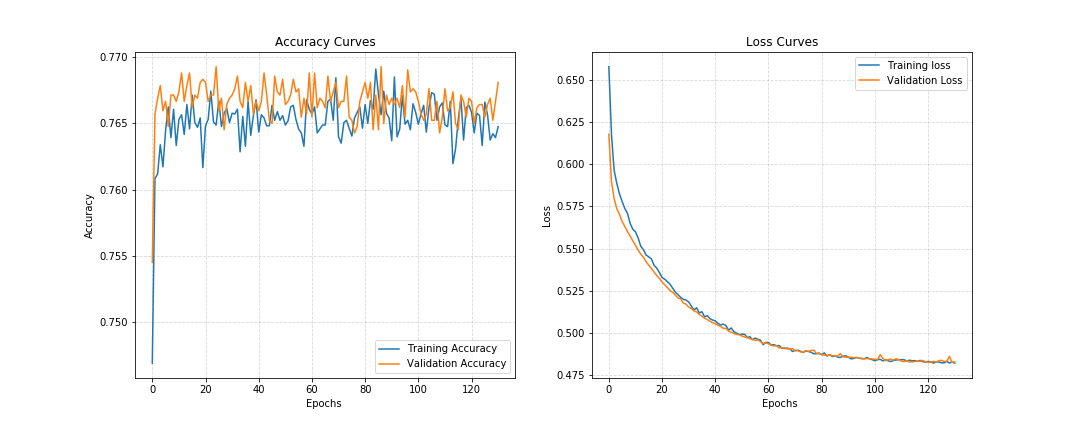 Accuracy Curves
0.770
0.765
0.760
0.755
0.750
Accuracy
0 20 40 60 80 100 120
Epochs
Training Accuracy
Validation Accuracy
Loss Curves
0.650
0.625
0.600
0.575
0.550
0.525
0.500
0.475
Loss
0 20 40 60 80 100 120
Epochs
Training loss
Validation Loss